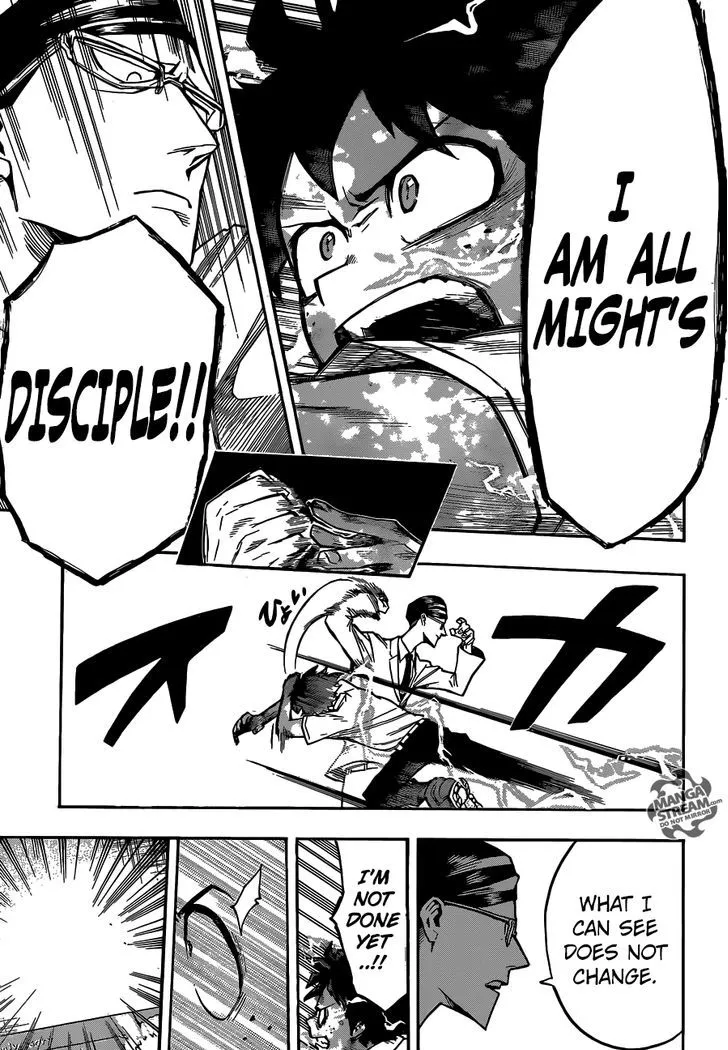 I
AM ALL
MIGHT'S
DISCIPLE!!
カ
ひょい
MANGA
STREAM.com
DO NOT MIRROR
WHAT I
CAN SEE
DOES NOT
CHANGE.
I'M
NOT
DONE
YET
..!!